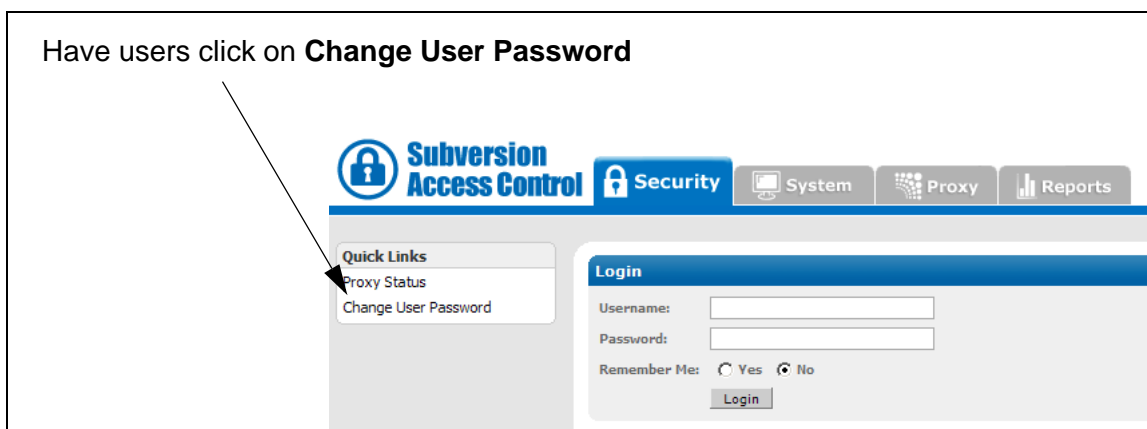 Have users click on Change User Password
Subversion
Access Control
Security
System
Proxy
Reports
Quick Links
Proxy Status
Change User Password
Login
Username:
Password:
Remember Me: Yes No
Login